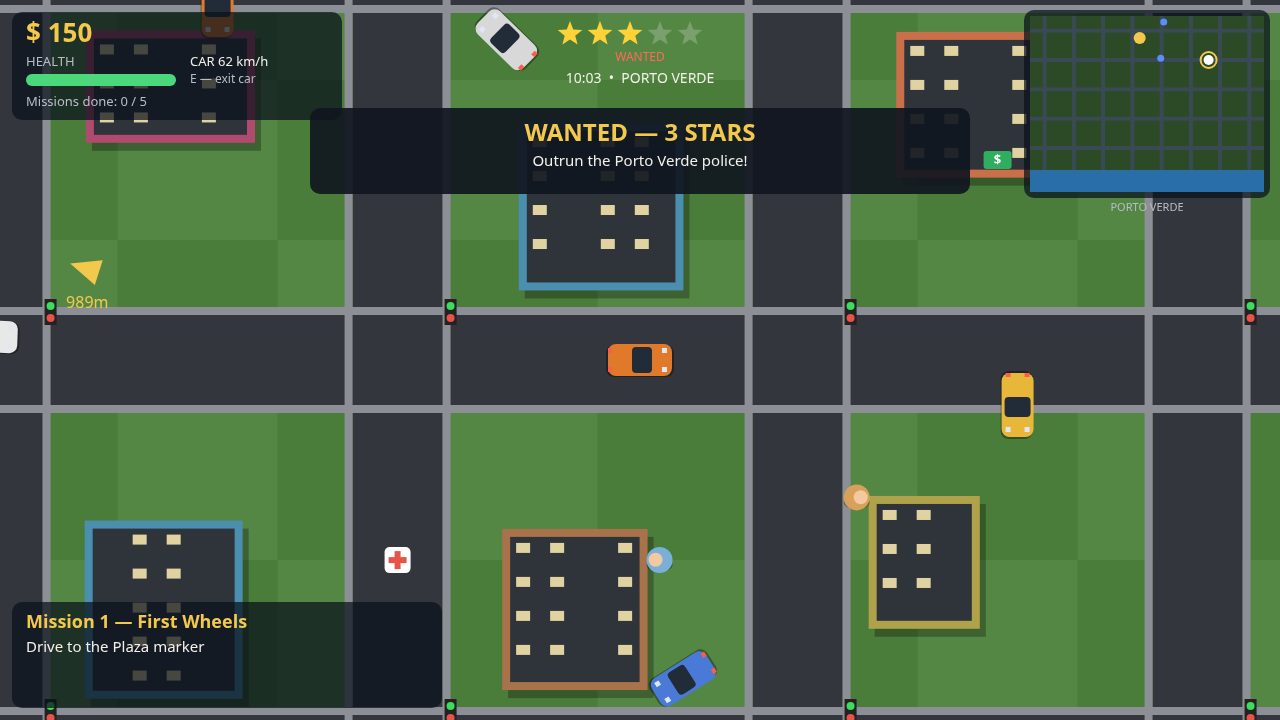 $ 150
HEALTH
CAR 62 km/h
E — exit car
Missions done: 0 / 5
WANTED
10:03 • PORTO VERDE
WANTED — 3 STARS
Outrun the Porto Verde police!
$
PORTO VERDE
989m
Mission 1 — First Wheels
Drive to the Plaza marker